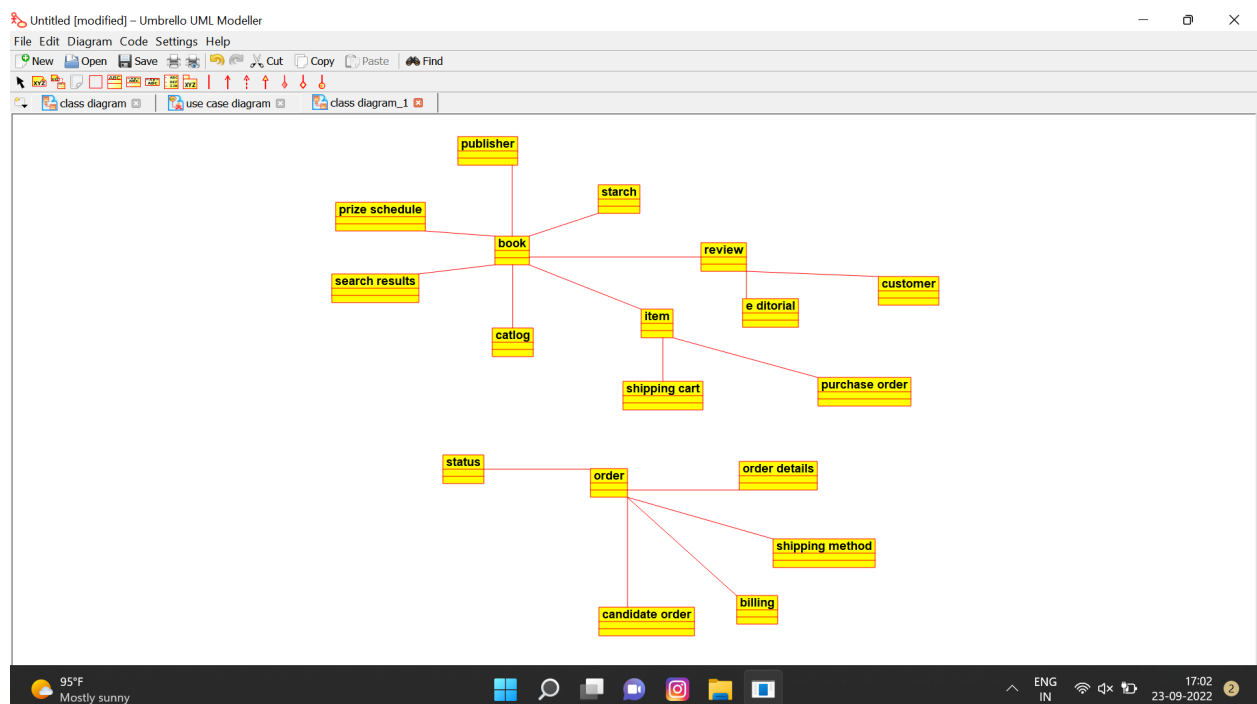 Untitled [modified] – Umbrello UML Modeller
File Edit Diagram Code Settings Help
New Open Save Cut Copy Paste Find
class diagram use case diagram class diagram_1
publisher
starch
prize schedule
book
review
search results
customer
e ditorial
item
catlog
shipping cart
purchase order
status
order
order details
shipping method
billing
candidate order
95°F
Mostly sunny
ENG
IN
17:02
23-09-2022
2